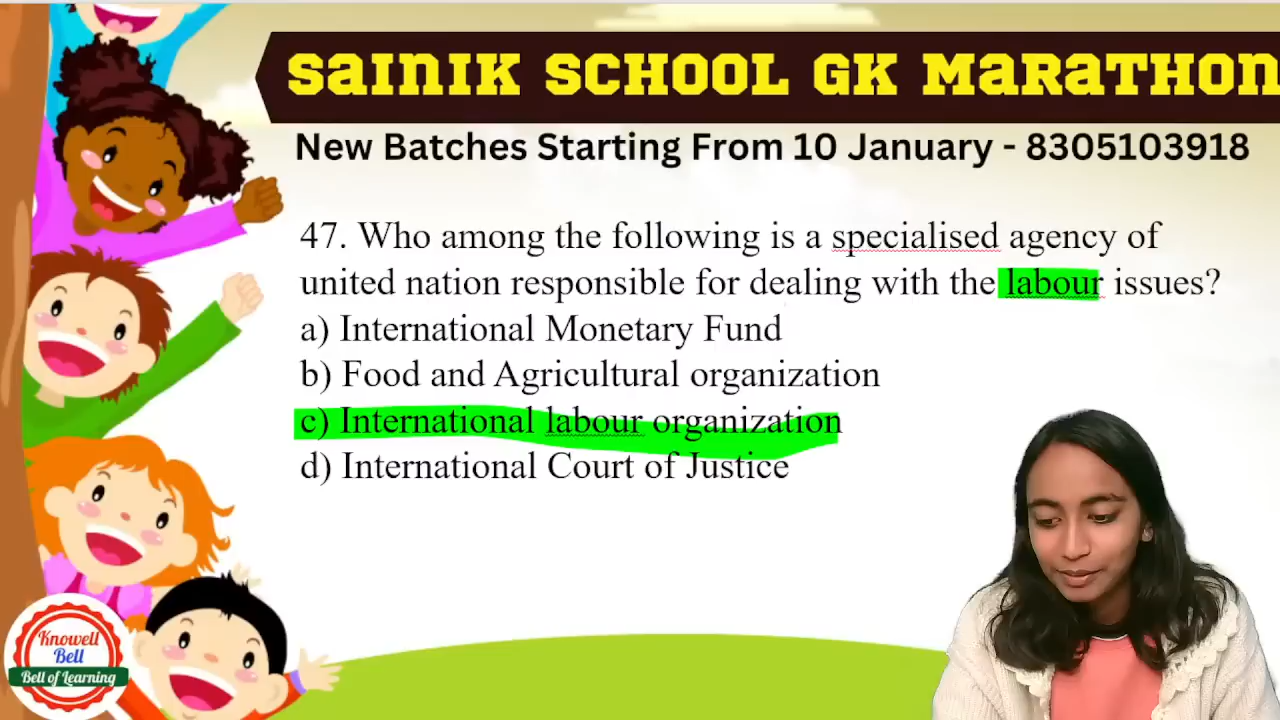 SAINIK SCHOOL GK MARATHON
New Batches Starting From 10 January - 8305103918
47. Who among the following is a specialised agency of
united nation responsible for dealing with the labour issues?
a) International Monetary Fund
b) Food and Agricultural organization
c) International labour organization
d) International Court of Justice
Knowell
Bell
Bell of Learning